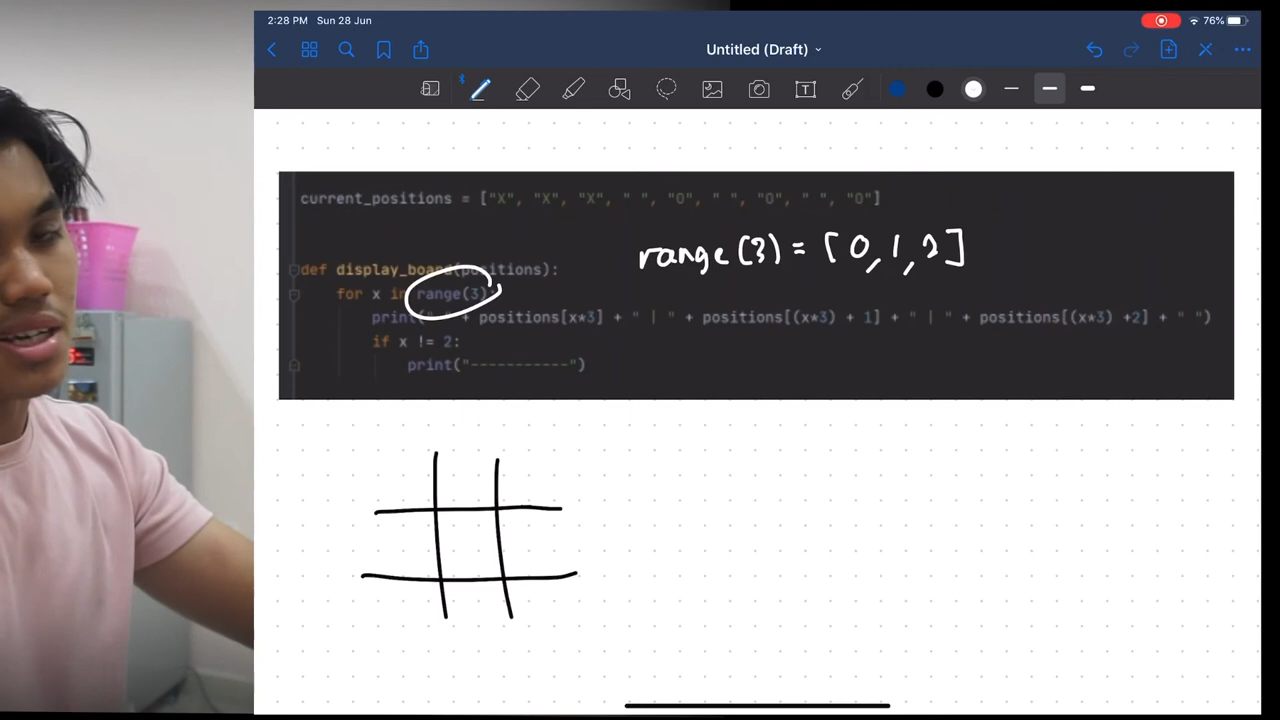 2:28 PM Sun 28 Jun
76%
Untitled (Draft)
T
current_positions = ["X", "X", "X", " ", "O", " ", "O", " ", "O"]
range(3) = [0,1,2]
def display_board(positions):
for x in range(3):
print(" " + positions[x*3] + " | " + positions[(x*3) + 1] + " | " + positions[(x*3) +2] + " ")
if x != 2:
print("-----------")